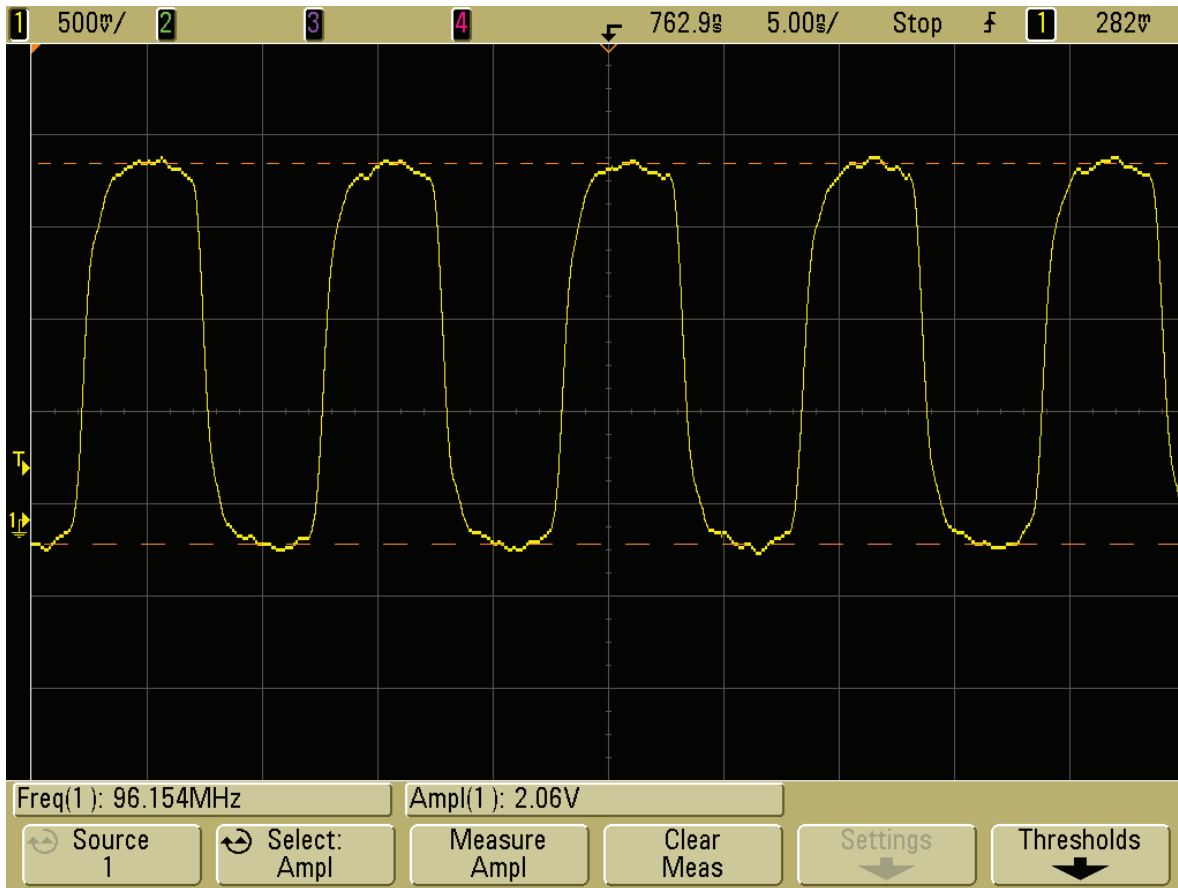 1 500mV/ 2 3 4 762.9ns 5.00ns/ Stop 1 282mV
T
1
Freq(1): 96.154MHz Ampl(1): 2.06V
Source 1
Select: Ampl
Measure Ampl
Clear Meas
Settings
Thresholds